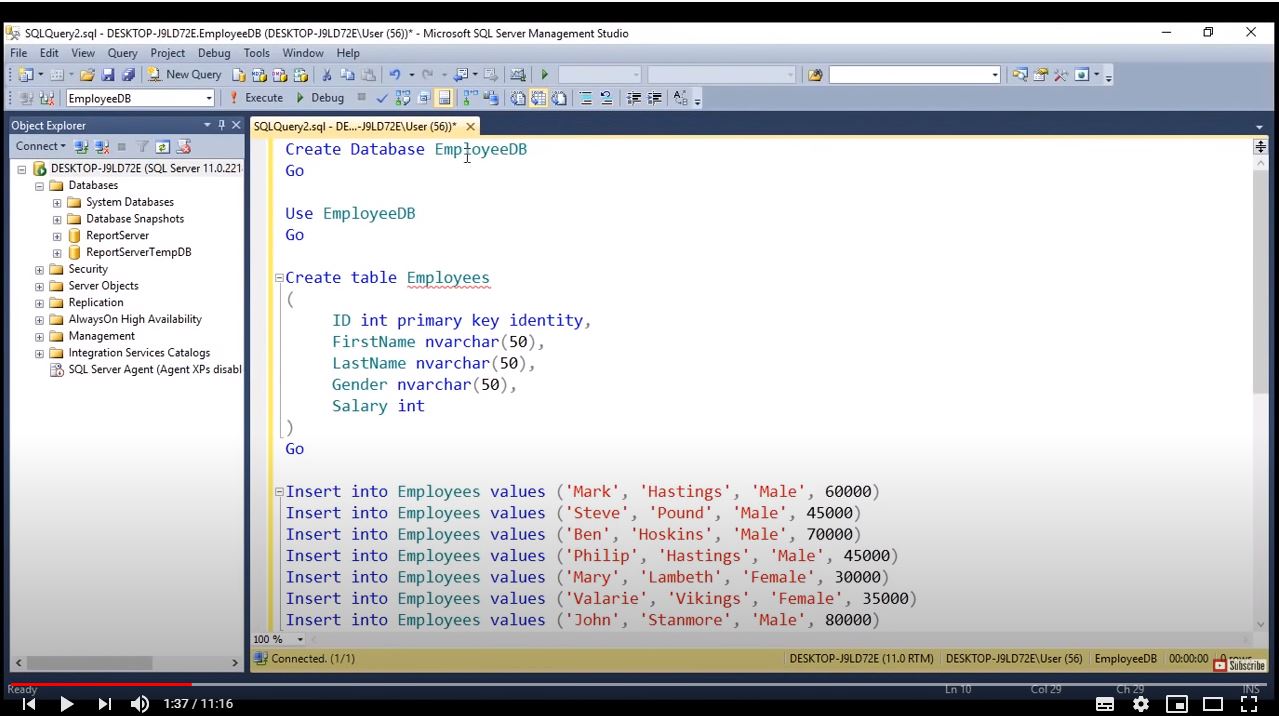 SQLQuery2.sql - DESKTOP-J9LD72E.EmployeeDB (DESKTOP-J9LD72E\User (56))* - Microsoft SQL Server Management Studio
File Edit View Query Project Debug Tools Window Help
New Query
EmployeeDB
Execute
Debug
Object Explorer
Connect
DESKTOP-J9LD72E (SQL Server 11.0.221
Databases
System Databases
Database Snapshots
ReportServer
ReportServerTempDB
Security
Server Objects
Replication
AlwaysOn High Availability
Management
Integration Services Catalogs
SQL Server Agent (Agent XPs disabl
SQLQuery2.sql - DE...-J9LD72E\User (56))*
Create Database EmployeeDB
Go
Use EmployeeDB
Go
Create table Employees
(
ID int primary key identity,
FirstName nvarchar(50),
LastName nvarchar(50),
Gender nvarchar(50),
Salary int
)
Go
Insert into Employees values ('Mark', 'Hastings', 'Male', 60000)
Insert into Employees values ('Steve', 'Pound', 'Male', 45000)
Insert into Employees values ('Ben', 'Hoskins', 'Male', 70000)
Insert into Employees values ('Philip', 'Hastings', 'Male', 45000)
Insert into Employees values ('Mary', 'Lambeth', 'Female', 30000)
Insert into Employees values ('Valarie', 'Vikings', 'Female', 35000)
Insert into Employees values ('John', 'Stanmore', 'Male', 80000)
100 %
Connected. (1/1)
DESKTOP-J9LD72E (11.0 RTM) DESKTOP-J9LD72E\User (56) EmployeeDB 00:00:00 0 rows
Subscribe
Ready
Ln 10 Col 29 Ch 29 INS
1:37 / 11:16